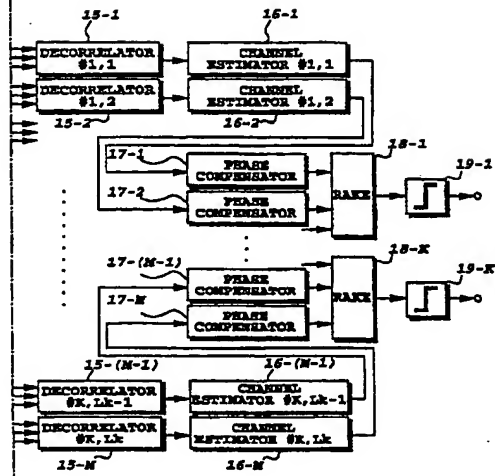 15-1
16-1
DECORRELATOR
#1,1
CHANNEL
ESTIMATOR #1,1
DECORRELATOR
#1,2
CHANNEL
ESTIMATOR #1,2
15-2
16-2
17-1
PHASE
COMPENSATOR
18-1
17-2
PHASE
COMPENSATOR
RAKE
19-1
17-(M-1)
PHASE
COMPENSATOR
18-K
17-M
PHASE
COMPENSATOR
RAKE
19-K
15-(M-1)
16-(M-1)
DECORRELATOR
#K,Lk-1
CHANNEL
ESTIMATOR #K,Lk-1
DECORRELATOR
#K,Lk
CHANNEL
ESTIMATOR #K,Lk
15-M
16-M